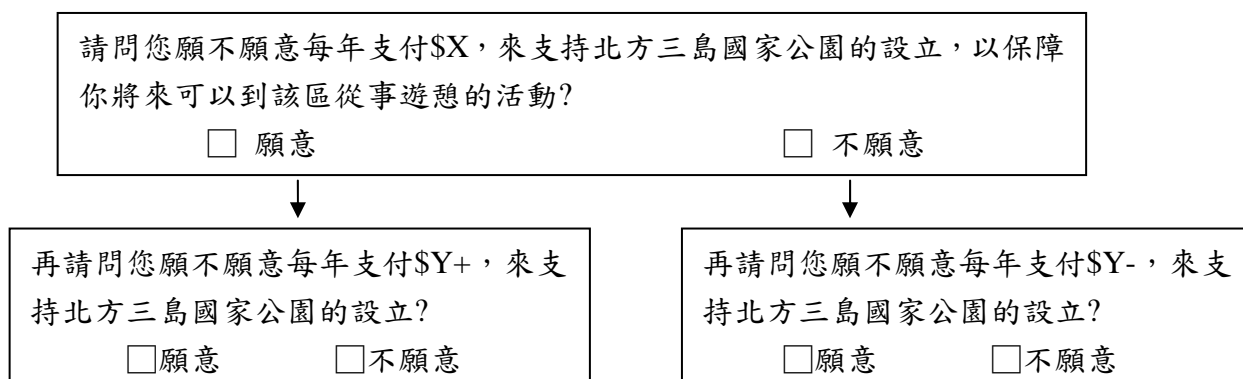 請問您願不願意每年支付$X，來支持北方三島國家公園的設立，以保障
你將來可以到該區從事遊憩的活動?
□ 願意 □ 不願意
再請問您願不願意每年支付$Y+，來支
持北方三島國家公園的設立?
□願意 □不願意
再請問您願不願意每年支付$Y-，來支
持北方三島國家公園的設立?
□願意 □不願意